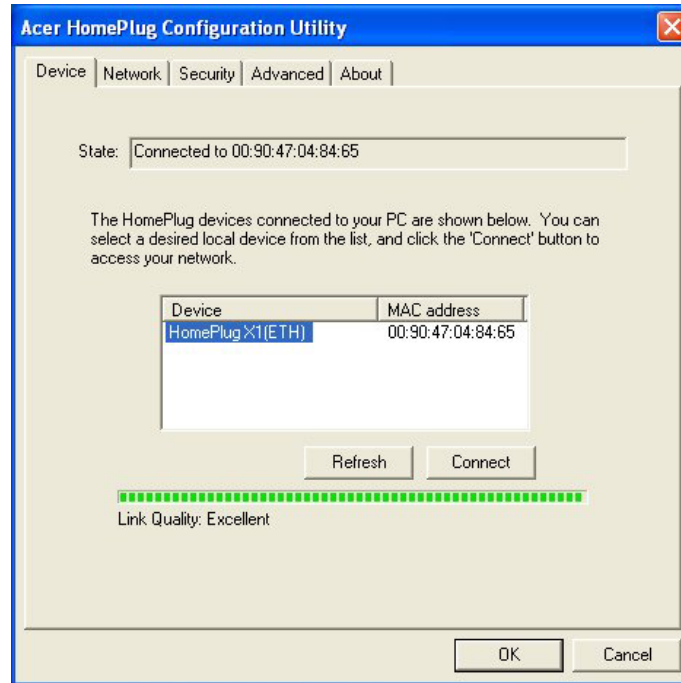 Acer HomePlug Configuration Utility
Device Network Security Advanced About
State: Connected to 00:90:47:04:84:65
The HomePlug devices connected to your PC are shown below. You can
select a desired local device from the list, and click the 'Connect' button to
access your network.
Device MAC address
HomePlug X1(ETH) 00:90:47:04:84:65
Refresh Connect
Link Quality: Excellent
OK Cancel